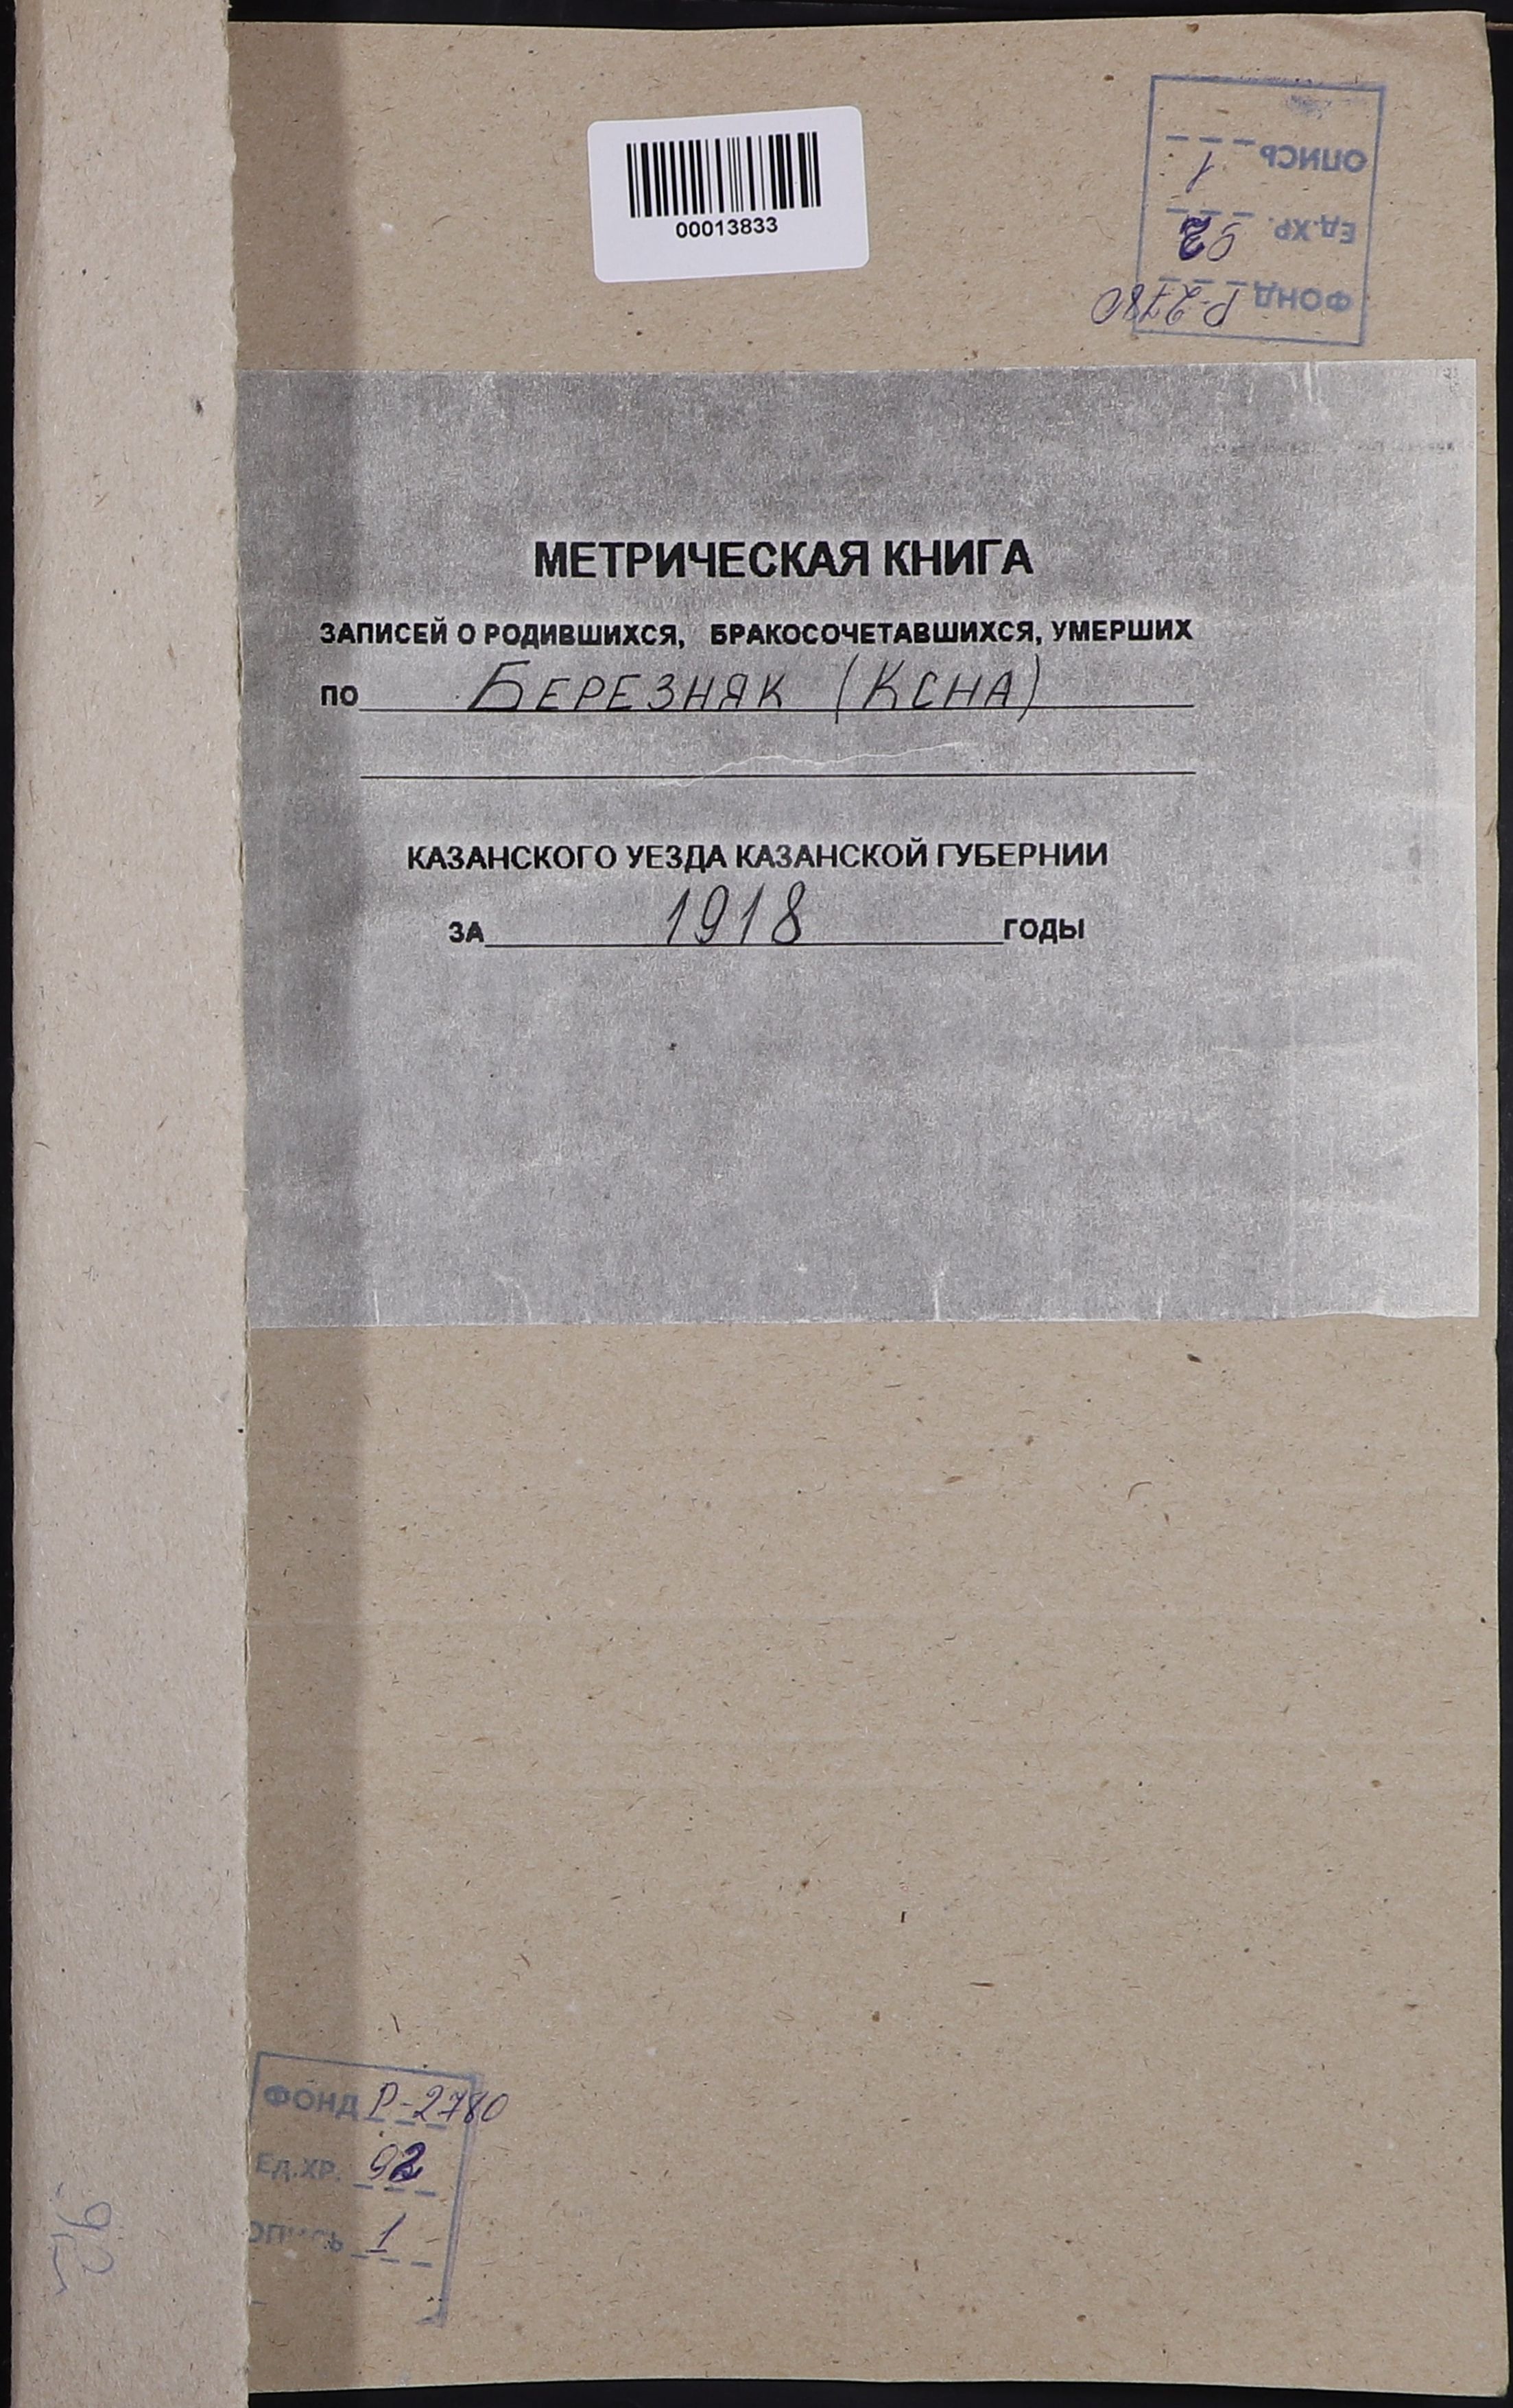 00013833
ФОНД Р-2780
ЕД.ХР. 92
ОПИСЬ 1
МЕТРИЧЕСКАЯ КНИГА
ЗАПИСЕЙ О РОДИВШИХСЯ, БРАКОСОЧЕТАВШИХСЯ, УМЕРШИХ
ПО БЕРЕЗНЯК (КСНА)
КАЗАНСКОГО УЕЗДА КАЗАНСКОЙ ГУБЕРНИИ
ЗА 1918 ГОДЫ
ФОНД Р-2780
ЕД.ХР. 92
ОПИСЬ 1
92